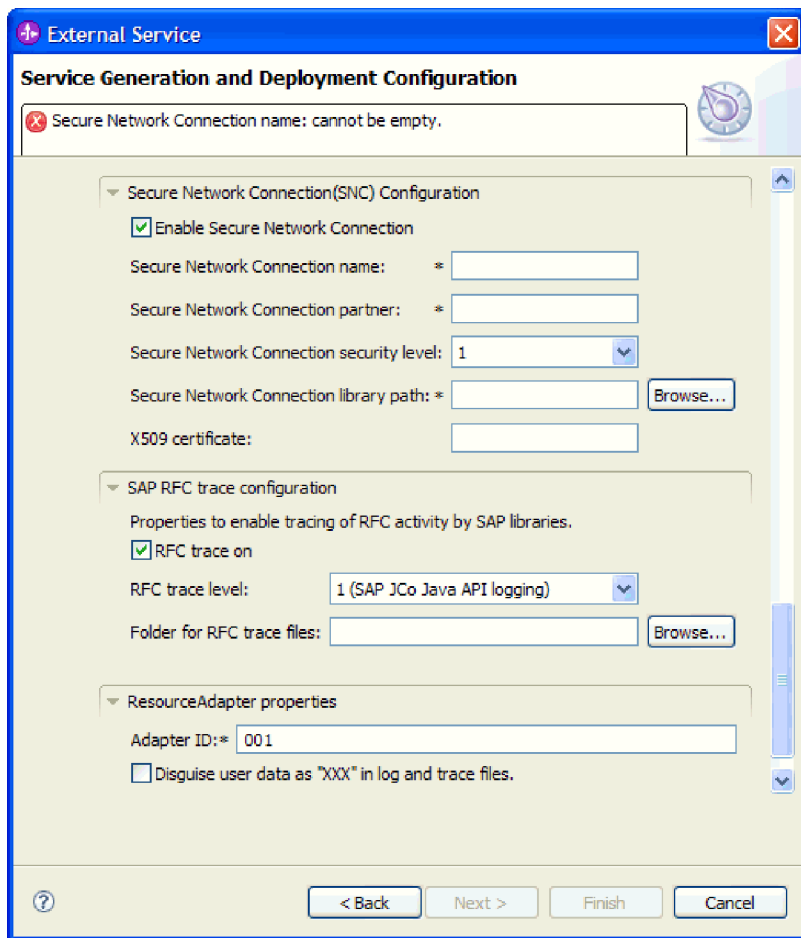 External Service
Service Generation and Deployment Configuration
Secure Network Connection name: cannot be empty.
Secure Network Connection(SNC) Configuration
Enable Secure Network Connection
Secure Network Connection name: *
Secure Network Connection partner: *
Secure Network Connection security level: 1
Secure Network Connection library path: * Browse...
X509 certificate:
SAP RFC trace configuration
Properties to enable tracing of RFC activity by SAP libraries.
RFC trace on
RFC trace level: 1 (SAP JCo Java API logging)
Folder for RFC trace files: Browse...
ResourceAdapter properties
Adapter ID:* 001
Disguise user data as "XXX" in log and trace files.
? < Back Next > Finish Cancel